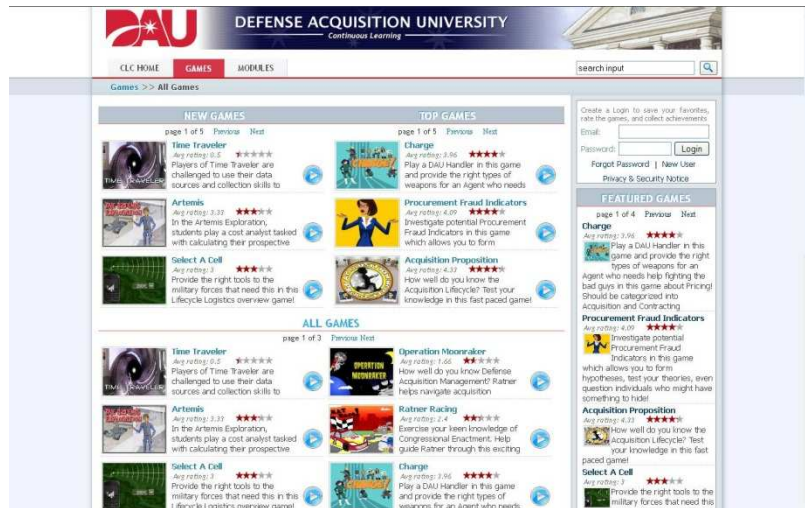 DAU
DEFENSE ACQUISITION UNIVERSITY
Continuous Learning
CLC HOME
GAMES
MODULES
search input
Games >> All Games
NEW GAMES
page 1 of 5 Previous Next
Time Traveler
Avg rating: 0.5
Players of Time Traveler are
challenged to use their data
sources and collection skills to
TIME TRAVELER
Artemis
Avg rating: 3.33
In the Artemis Exploration,
students play a cost analyst tasked
with calculating their prospective
Select A Cell
Avg rating: 3
Provide the right tools to the
military forces that need this in this
Lifecycle Logistics overview game!
TOP GAMES
page 1 of 5 Previous Next
Charge
Avg rating: 3.96
Play a DAU Handler in this game
and provide the right types of
weapons for an Agent who needs
CHARGE!
Procurement Fraud Indicators
Avg rating: 4.09
Investigate potential Procurement
Fraud Indicators in this game
which allows you to form
Acquisition Proposition
Avg rating: 4.33
How well do you know the
Acquisition Lifecycle? Test your
knowledge in this fast paced game!
ALL GAMES
page 1 of 3 Previous Next
Time Traveler
Avg rating: 0.5
Players of Time Traveler are
challenged to use their data
sources and collection skills to
TIME TRAVELER
Artemis
Avg rating: 3.33
In the Artemis Exploration,
students play a cost analyst tasked
with calculating their prospective
Select A Cell
Avg rating: 3
Provide the right tools to the
military forces that need this in this
Lifecycle Logistics overview game!
Operation Moonraker
Avg rating: 1.66
How well do you know Defense
Acquisition Management? Ratner
helps navigate acquisition
OPERATION
MOONRAKER
Ratner Racing
Avg rating: 2.4
Exercise your keen knowledge of
Congressional Enactment. Help
guide Ratner through this exciting
Charge
Avg rating: 3.96
Play a DAU Handler in this game
and provide the right types of
weapons for an Agent who needs
CHARGE!
Create a Login to save your favorites,
rate the games, and collect achievements
Email:
Password:
Login
Forgot Password | New User
Privacy & Security Notice
FEATURED GAMES
page 1 of 4 Previous Next
Charge
Avg rating: 3.96
Play a DAU Handler in this
game and provide the right
types of weapons for an
Agent who needs help fighting the
bad guys in this game about Pricing!
Should be categorized into
Acquisition and Contracting
Procurement Fraud Indicators
Avg rating: 4.09
Investigate potential
Procurement Fraud
Indicators in this game
which allows you to form
hypotheses, test your theories, even
question individuals who might have
something to hide!
Acquisition Proposition
Avg rating: 4.33
How well do you know the
Acquisition Lifecycle? Test
your knowledge in this fast
paced game!
Select A Cell
Avg rating: 3
Provide the right tools to the
military forces that need this